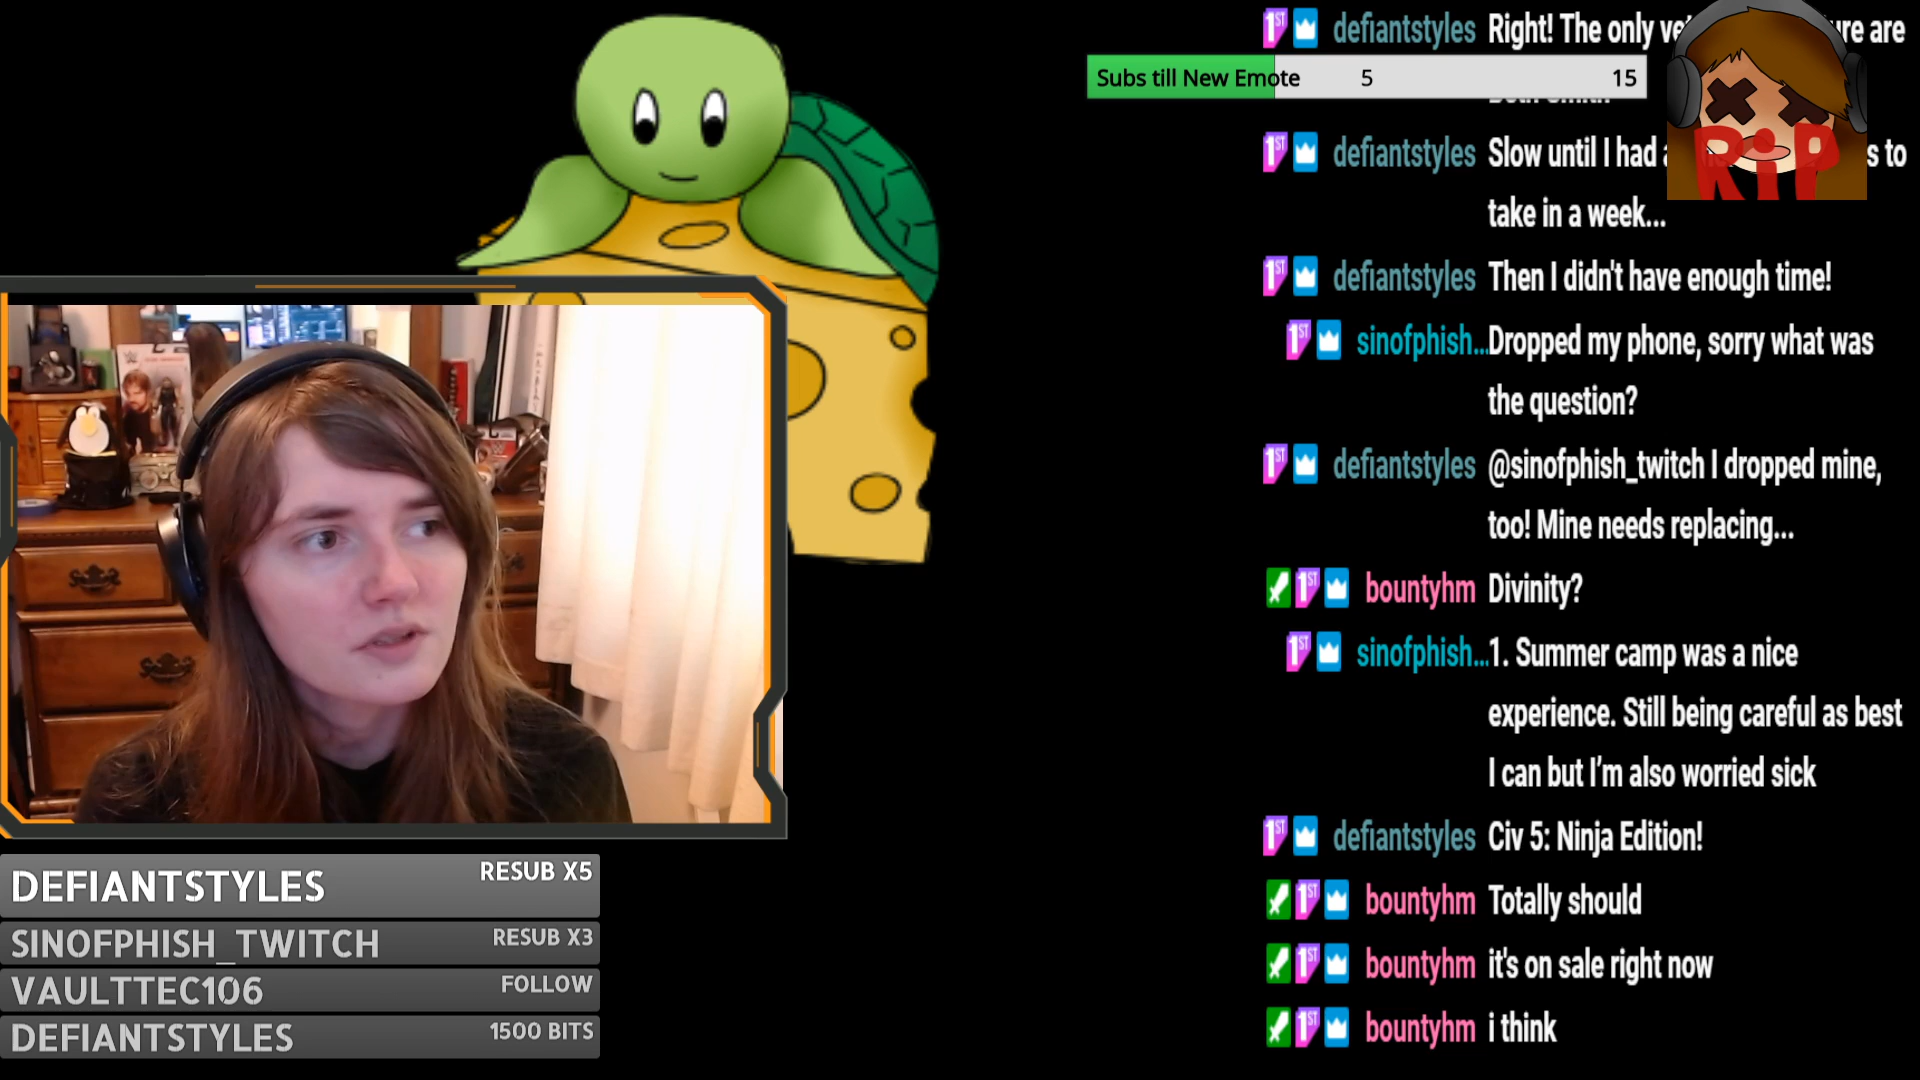 defiantstyles Right! The only ure are
Subs till New Emote 5 15
defiantstyles Slow until I had s to
take in a week...
defiantstyles Then I didn't have enough time!
sinofphish... Dropped my phone, sorry what was
the question?
defiantstyles @sinofphish_twitch I dropped mine,
too! Mine needs replacing...
bountyhm Divinity?
sinofphish... 1. Summer camp was a nice
experience. Still being careful as best
I can but I'm also worried sick
defiantstyles Civ 5: Ninja Edition!
bountyhm Totally should
bountyhm it's on sale right now
bountyhm i think
RIP
DEFIANTSTYLES RESUB X5
SINOFPHISH_TWITCH RESUB X3
VAULTTEC106 FOLLOW
DEFIANTSTYLES 1500 BITS